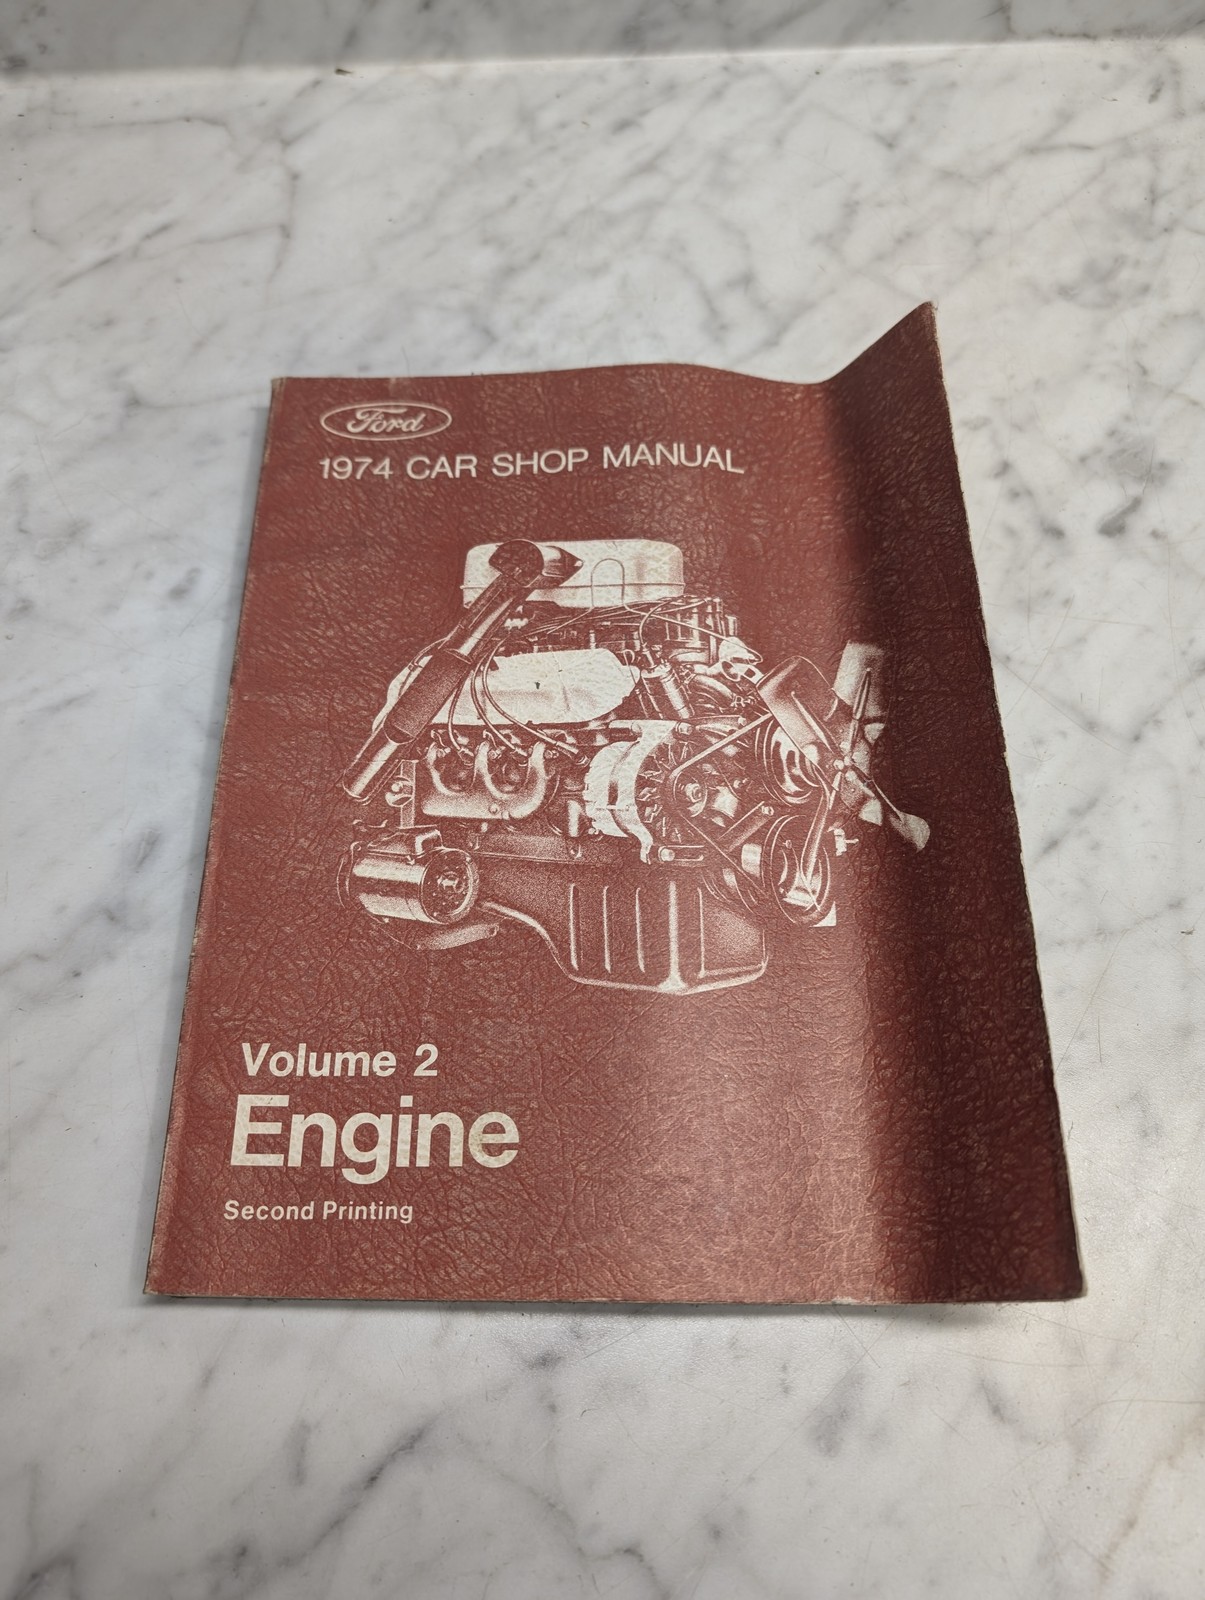 Ford
1974 CAR SHOP MANUAL
Volume 2
Engine
Second Printing